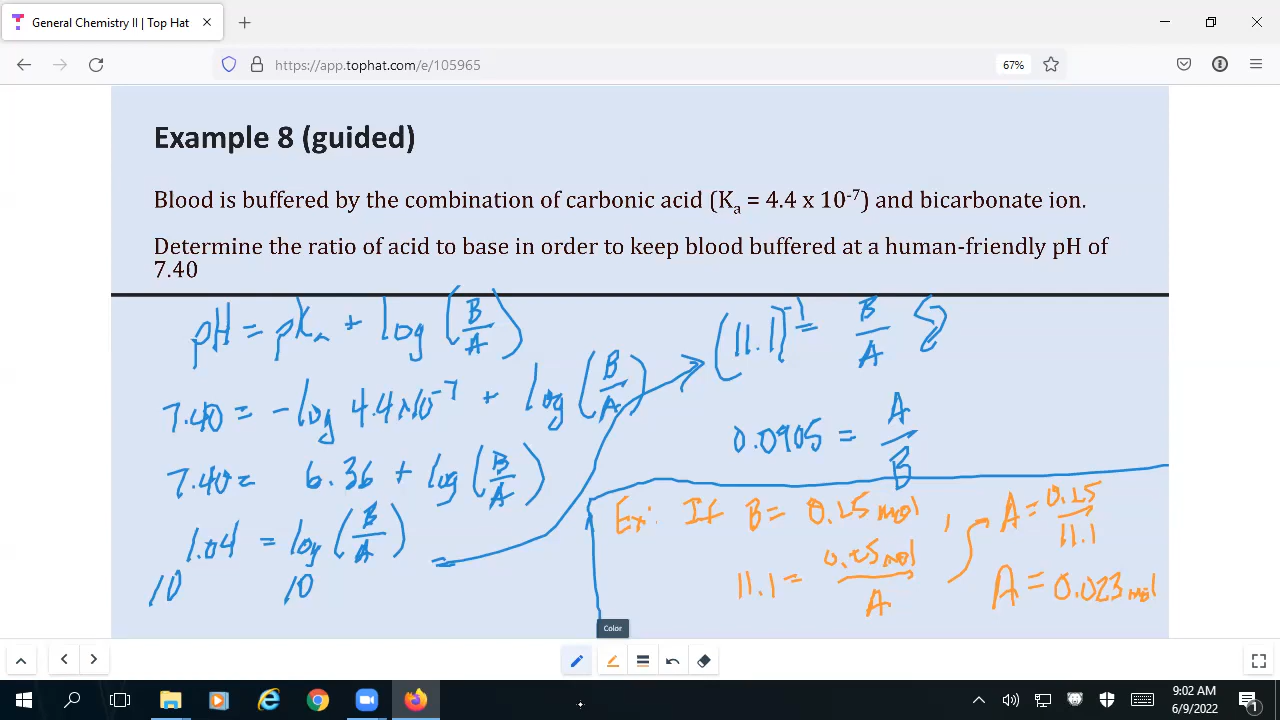 General Chemistry II | Top Hat
https://app.tophat.com/e/105965
67%
Example 8 (guided)
Blood is buffered by the combination of carbonic acid (Kₐ = 4.4 x 10⁻⁷) and bicarbonate ion.
Determine the ratio of acid to base in order to keep blood buffered at a human-friendly pH of
7.40
pH = pKₐ + log (B/A)
7.40 = -log 4.4x10⁻⁷ + log (B/A)
7.40 = 6.36 + log (B/A)
1.04 = log (B/A)
10 10
(11.1)⁻¹ = B/A
0.0905 = A/B
Ex: If B = 0.25 mol, A = 0.25/11.1
11.1 = 0.25 mol/A
A = 0.023 mol
Color
9:02 AM
6/9/2022
1